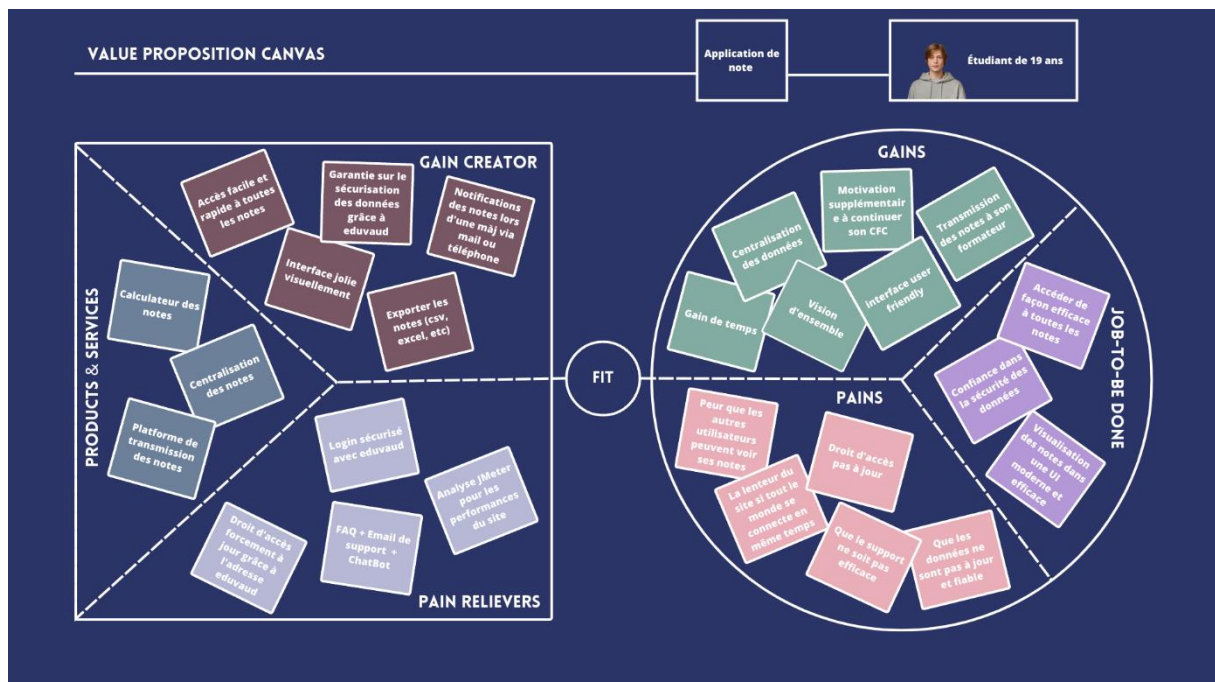 VALUE PROPOSITION CANVAS
Application de
note
Étudiant de 19 ans
GAIN CREATOR
Accès facile et
rapide à toutes
les notes
Garantie sur le
sécurisation des
données grâce à
eduvaud
Notifications
des notes lors
d'une màj via
mail ou
téléphone
Interface jolie
visuellement
Exporter les
notes (csv,
excel, etc)
PRODUCTS & SERVICES
Calculateur des
notes
Centralisation
des notes
Platforme de
transmission
des notes
Login sécurisé
avec eduvaud
Analyse JMeter
pour les
performances
du site
Droit d'accès
forcement à
jour grâce à
l'adresse
eduvaud
FAQ + Email de
support +
ChatBot
PAIN RELIEVERS
FIT
GAINS
Motivation
supplémentair
e à continuer
son CFC
Transmission
des notes à son
formateur
Centralisation
des données
Gain de temps
Vision
d'ensemble
interface user
friendly
JOB-TO-BE DONE
Accéder de
façon efficace
à toutes les
notes
Confiance dans
la sécurité des
données
Visualisation
des notes dans
une UI
moderne et
efficace
PAINS
Peur que les
autres
utilisateurs
peuvent voir
ses notes
Droit d'accès
pas à jour
La lenteur du
site si tout le
monde se
connecte en
même temps
Que le support
ne soit pas
efficace
Que les
données ne
sont pas à jour
et fiable